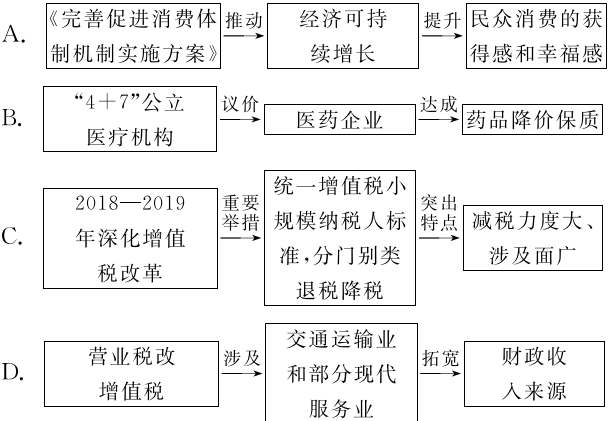 A.
《完善促进消费体
制机制实施方案》
推动
经济可持
续增长
提升
民众消费的获
得感和幸福感
B.
“4＋7”公立
医疗机构
议价
医药企业
达成
药品降价保质
C.
2018—2019
年深化增值
税改革
重要
举措
统一增值税小
规模纳税人标
准,分门别类
退税降税
突出
特点
减税力度大、
涉及面广
D.
营业税改
增值税
涉及
交通运输业
和部分现代
服务业
拓宽
财政收
入来源